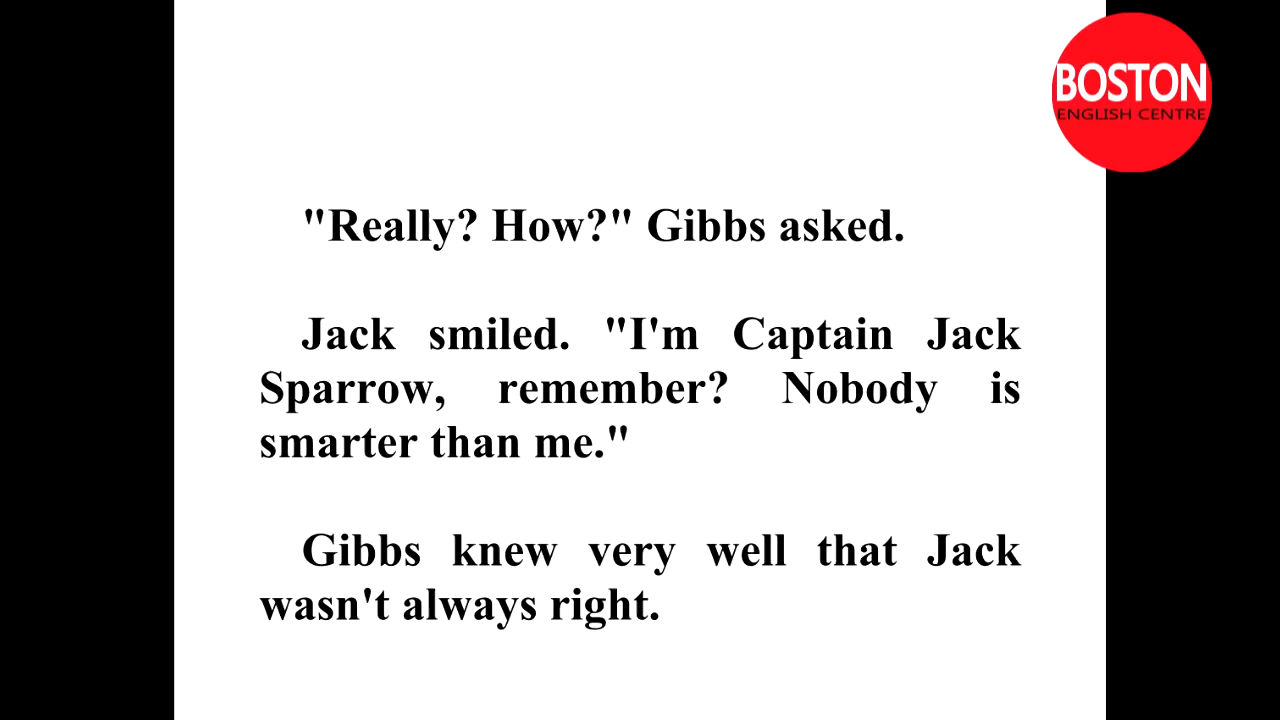 BOSTON
ENGLISH CENTRE
"Really? How?" Gibbs asked.
Jack smiled. "I'm Captain Jack
Sparrow, remember? Nobody is
smarter than me."
Gibbs knew very well that Jack
wasn't always right.